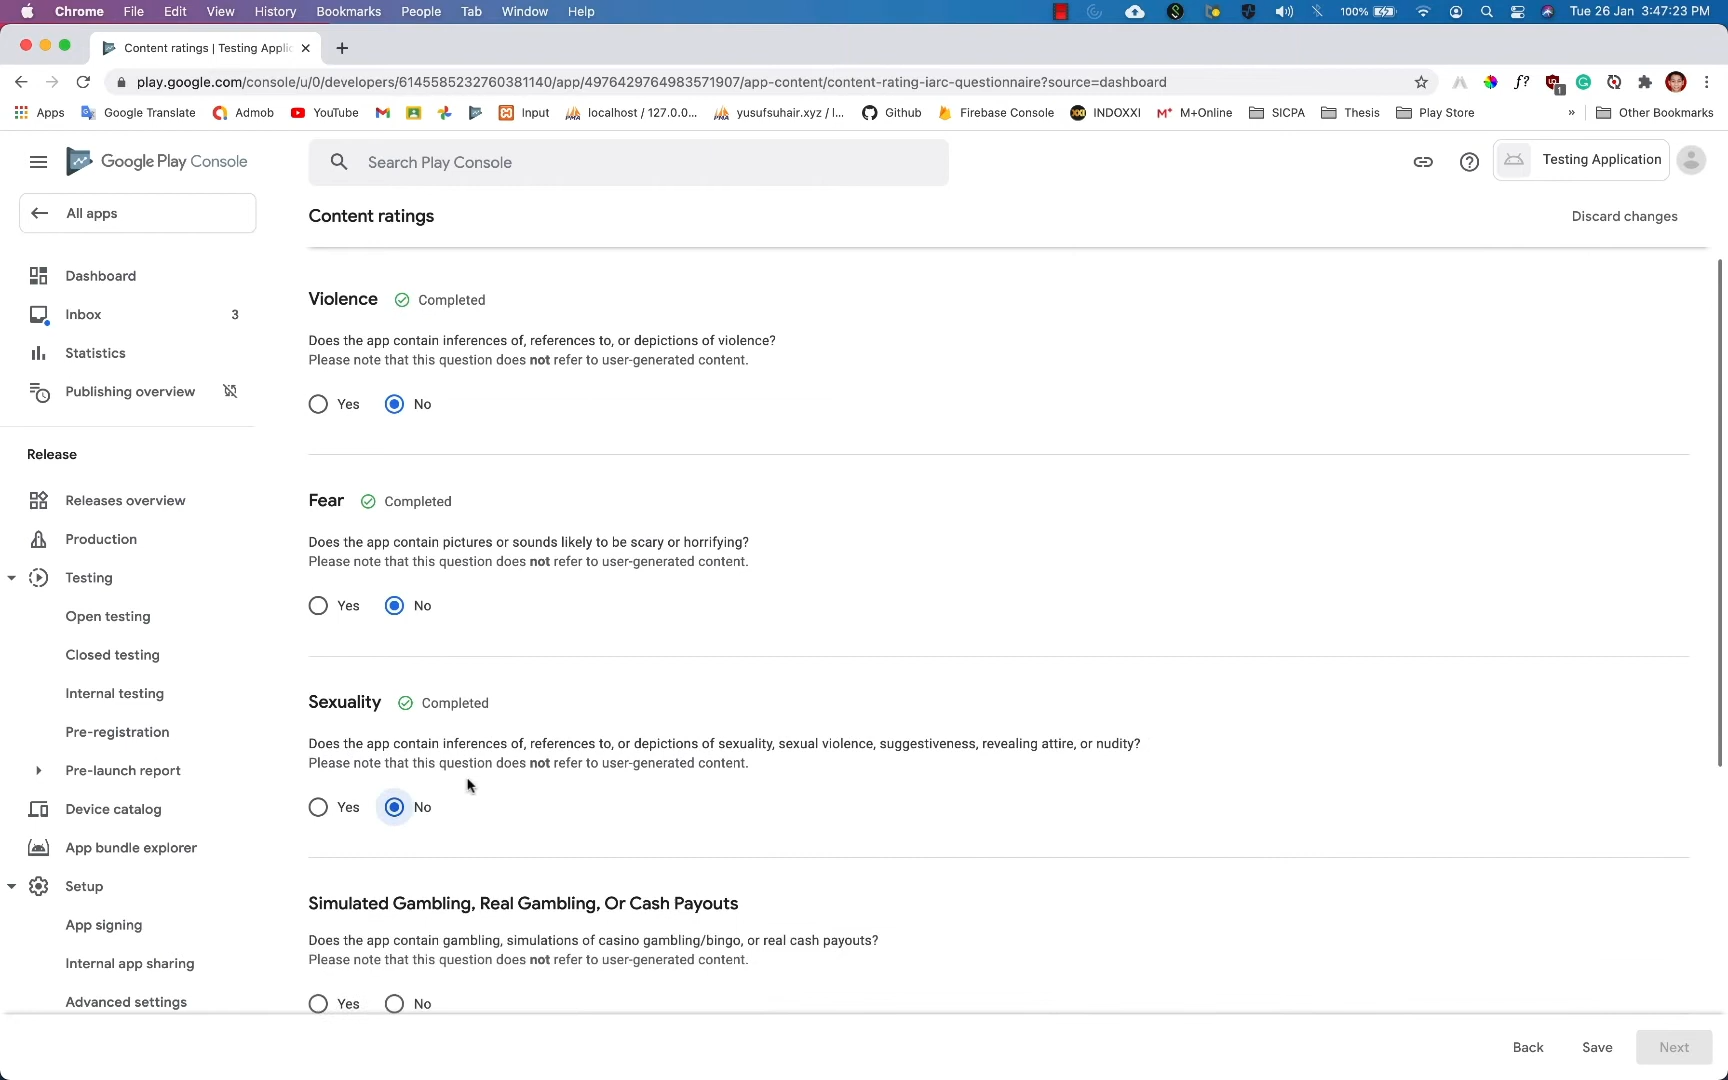 Chrome File Edit View History Bookmarks People Tab Window Help 100% Tue 26 Jan 3:47:23 PM
Content ratings | Testing Applic
play.google.com/console/u/0/developers/6145585232760381140/app/4976429764983571907/app-content/content-rating-iarc-questionnaire?source=dashboard f? 1
Apps Google Translate Admob YouTube Input localhost / 127.0.0... yusufsuhair.xyz / l... Github Firebase Console INDOXXI M+Online SICPA Thesis Play Store » Other Bookmarks
Google Play Console
Search Play Console
Testing Application
All apps
Content ratings
Discard changes
Dashboard
Inbox 3
Statistics
Publishing overview
Release
Releases overview
Production
Testing
Open testing
Closed testing
Internal testing
Pre-registration
Pre-launch report
Device catalog
App bundle explorer
Setup
App signing
Internal app sharing
Advanced settings
Violence Completed
Does the app contain inferences of, references to, or depictions of violence?
Please note that this question does not refer to user-generated content.
Yes No
Fear Completed
Does the app contain pictures or sounds likely to be scary or horrifying?
Please note that this question does not refer to user-generated content.
Yes No
Sexuality Completed
Does the app contain inferences of, references to, or depictions of sexuality, sexual violence, suggestiveness, revealing attire, or nudity?
Please note that this question does not refer to user-generated content.
Yes No
Simulated Gambling, Real Gambling, Or Cash Payouts
Does the app contain gambling, simulations of casino gambling/bingo, or real cash payouts?
Please note that this question does not refer to user-generated content.
Yes No
Back Save Next